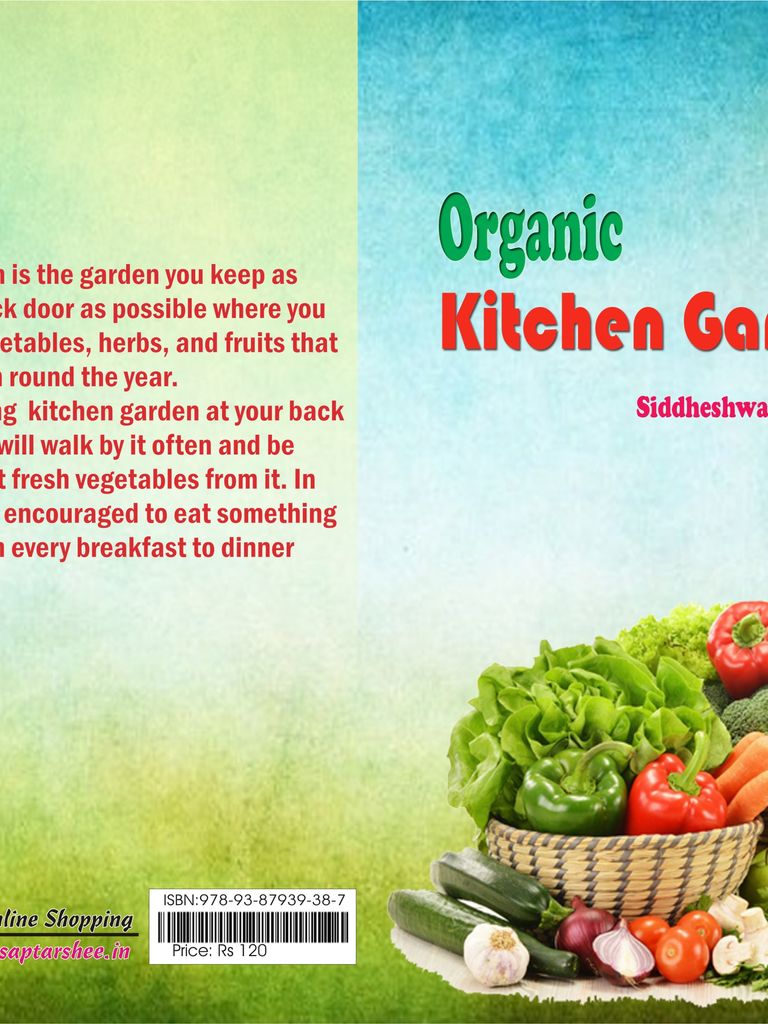 n is the garden you keep as
ck door as possible where you
etables, herbs, and fruits that
n round the year.
ng kitchen garden at your back
will walk by it often and be
t fresh vegetables from it. In
encouraged to eat something
n every breakfast to dinner
nline Shopping
saptarshee.in
ISBN:978-93-87939-38-7
Price: Rs 120
Organic
Kitchen Gar
Siddheshwa